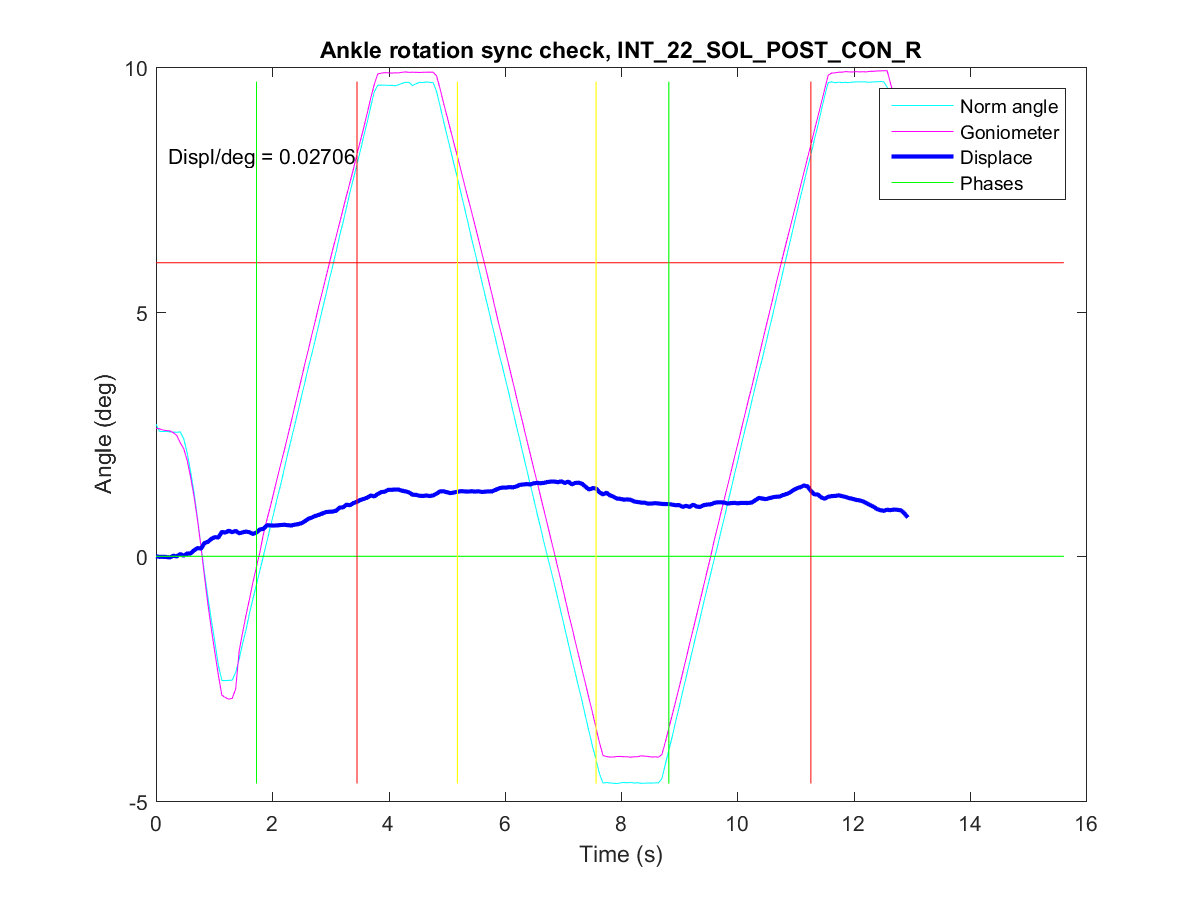 Ankle rotation sync check, INT_22_SOL_POST_CON_R
10
5
0
-5
Angle (deg)
Displ/deg = 0.02706
Norm angle
Goniometer
Displace
Phases
0 2 4 6 8 10 12 14 16
Time (s)